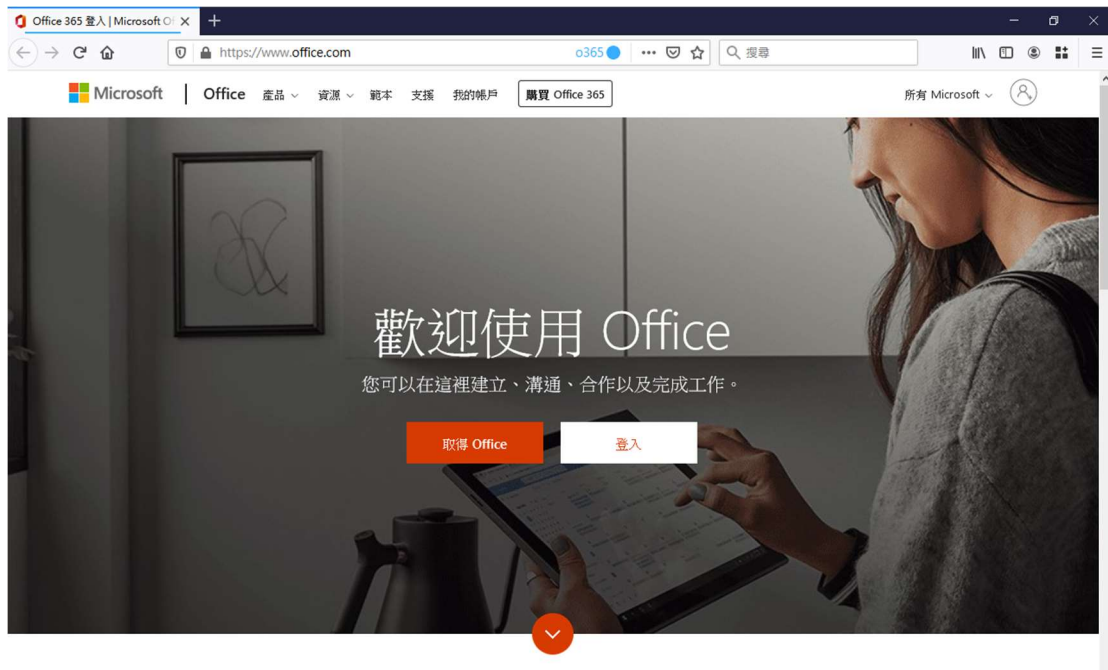 Office 365 登入 | Microsoft O
https://www.office.com
o365
搜尋
Microsoft
Office 產品 資源 範本 支援 我的帳戶 購買 Office 365 所有 Microsoft
歡迎使用 Office
您可以在這裡建立、溝通、合作以及完成工作。
取得 Office 登入